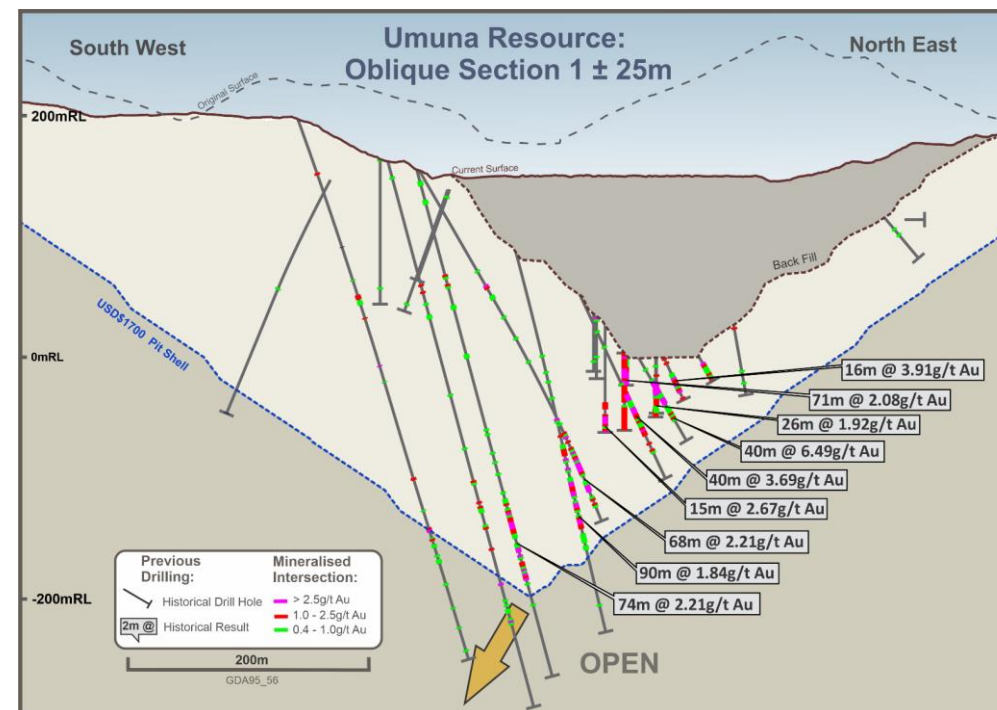 South West
Umuna Resource:
Oblique Section 1 ± 25m
North East
Original Surface
200mRL
Current Surface
Back Fill
USD$1700 Pit Shell
0mRL
16m @ 3.91g/t Au
71m @ 2.08g/t Au
26m @ 1.92g/t Au
40m @ 6.49g/t Au
40m @ 3.69g/t Au
15m @ 2.67g/t Au
68m @ 2.21g/t Au
90m @ 1.84g/t Au
74m @ 2.21g/t Au
-200mRL
Previous
Drilling:
Historical Drill Hole
2m @
Historical Result
Mineralised
Intersection:
> 2.5g/t Au
1.0 - 2.5g/t Au
0.4 - 1.0g/t Au
200m
GDA95_56
OPEN